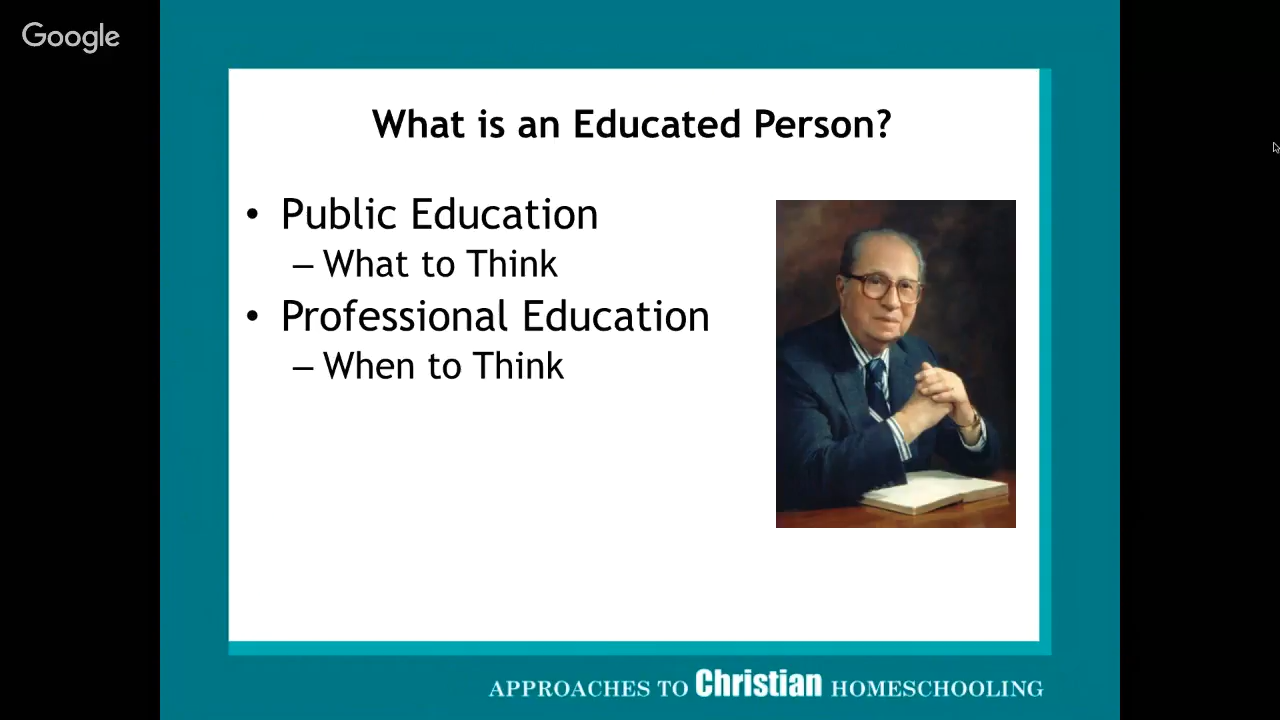 Google
What is an Educated Person?
• Public Education
– What to Think
• Professional Education
– When to Think
APPROACHES TO Christian HOMESCHOOLING